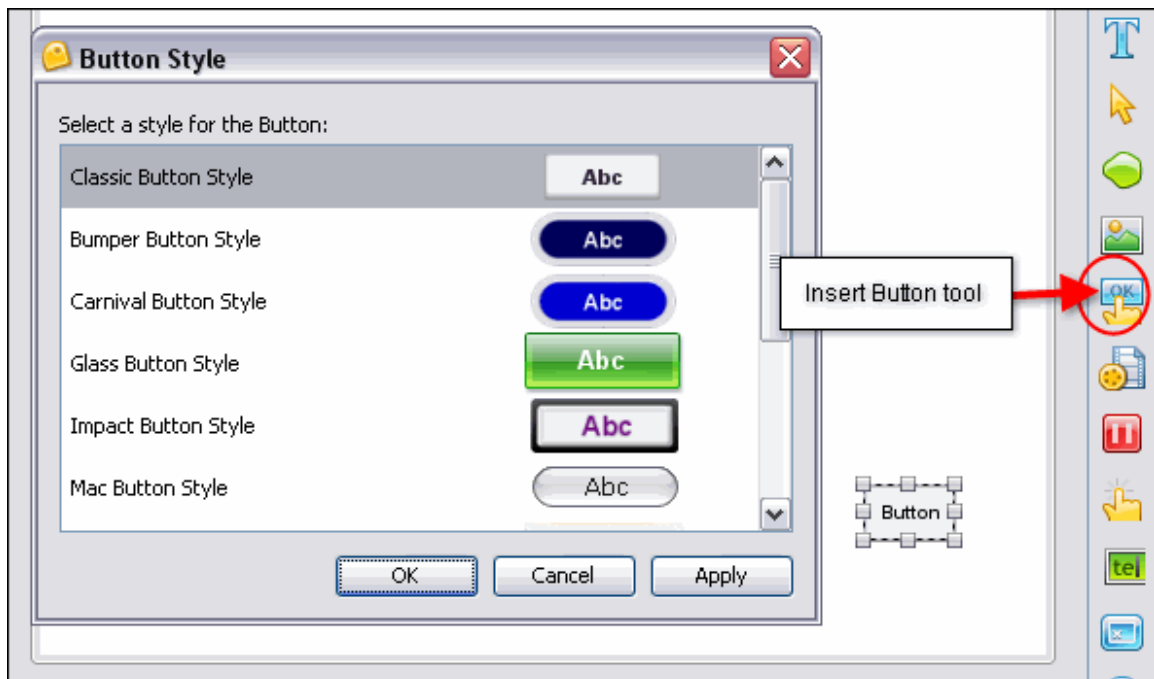 Button Style
Select a style for the Button:
Classic Button Style Abc
Bumper Button Style Abc
Carnival Button Style Abc
Glass Button Style Abc
Impact Button Style Abc
Mac Button Style Abc
OK Cancel Apply
T
OK
Insert Button tool
Button
tel